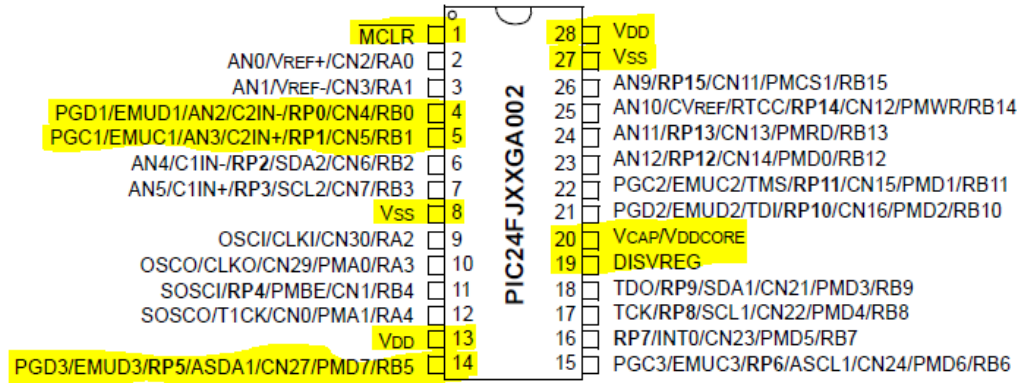 MCLR 1
AN0/VREF+/CN2/RA0 2
AN1/VREF-/CN3/RA1 3
PGD1/EMUD1/AN2/C2IN-/RP0/CN4/RB0 4
PGC1/EMUC1/AN3/C2IN+/RP1/CN5/RB1 5
AN4/C1IN-/RP2/SDA2/CN6/RB2 6
AN5/C1IN+/RP3/SCL2/CN7/RB3 7
VSS 8
OSCI/CLKI/CN30/RA2 9
OSCO/CLKO/CN29/PMA0/RA3 10
SOSCI/RP4/PMBE/CN1/RB4 11
SOSCO/T1CK/CN0/PMA1/RA4 12
VDD 13
PGD3/EMUD3/RP5/ASDA1/CN27/PMD7/RB5 14
PIC24FJXXGA002
28 VDD
27 VSS
26 AN9/RP15/CN11/PMCS1/RB15
25 AN10/CVREF/RTCC/RP14/CN12/PMWR/RB14
24 AN11/RP13/CN13/PMRD/RB13
23 AN12/RP12/CN14/PMD0/RB12
22 PGC2/EMUC2/TMS/RP11/CN15/PMD1/RB11
21 PGD2/EMUD2/TDI/RP10/CN16/PMD2/RB10
20 VCAP/VDDCORE
19 DISVREG
18 TDO/RP9/SDA1/CN21/PMD3/RB9
17 TCK/RP8/SCL1/CN22/PMD4/RB8
16 RP7/INT0/CN23/PMD5/RB7
15 PGC3/EMUC3/RP6/ASCL1/CN24/PMD6/RB6